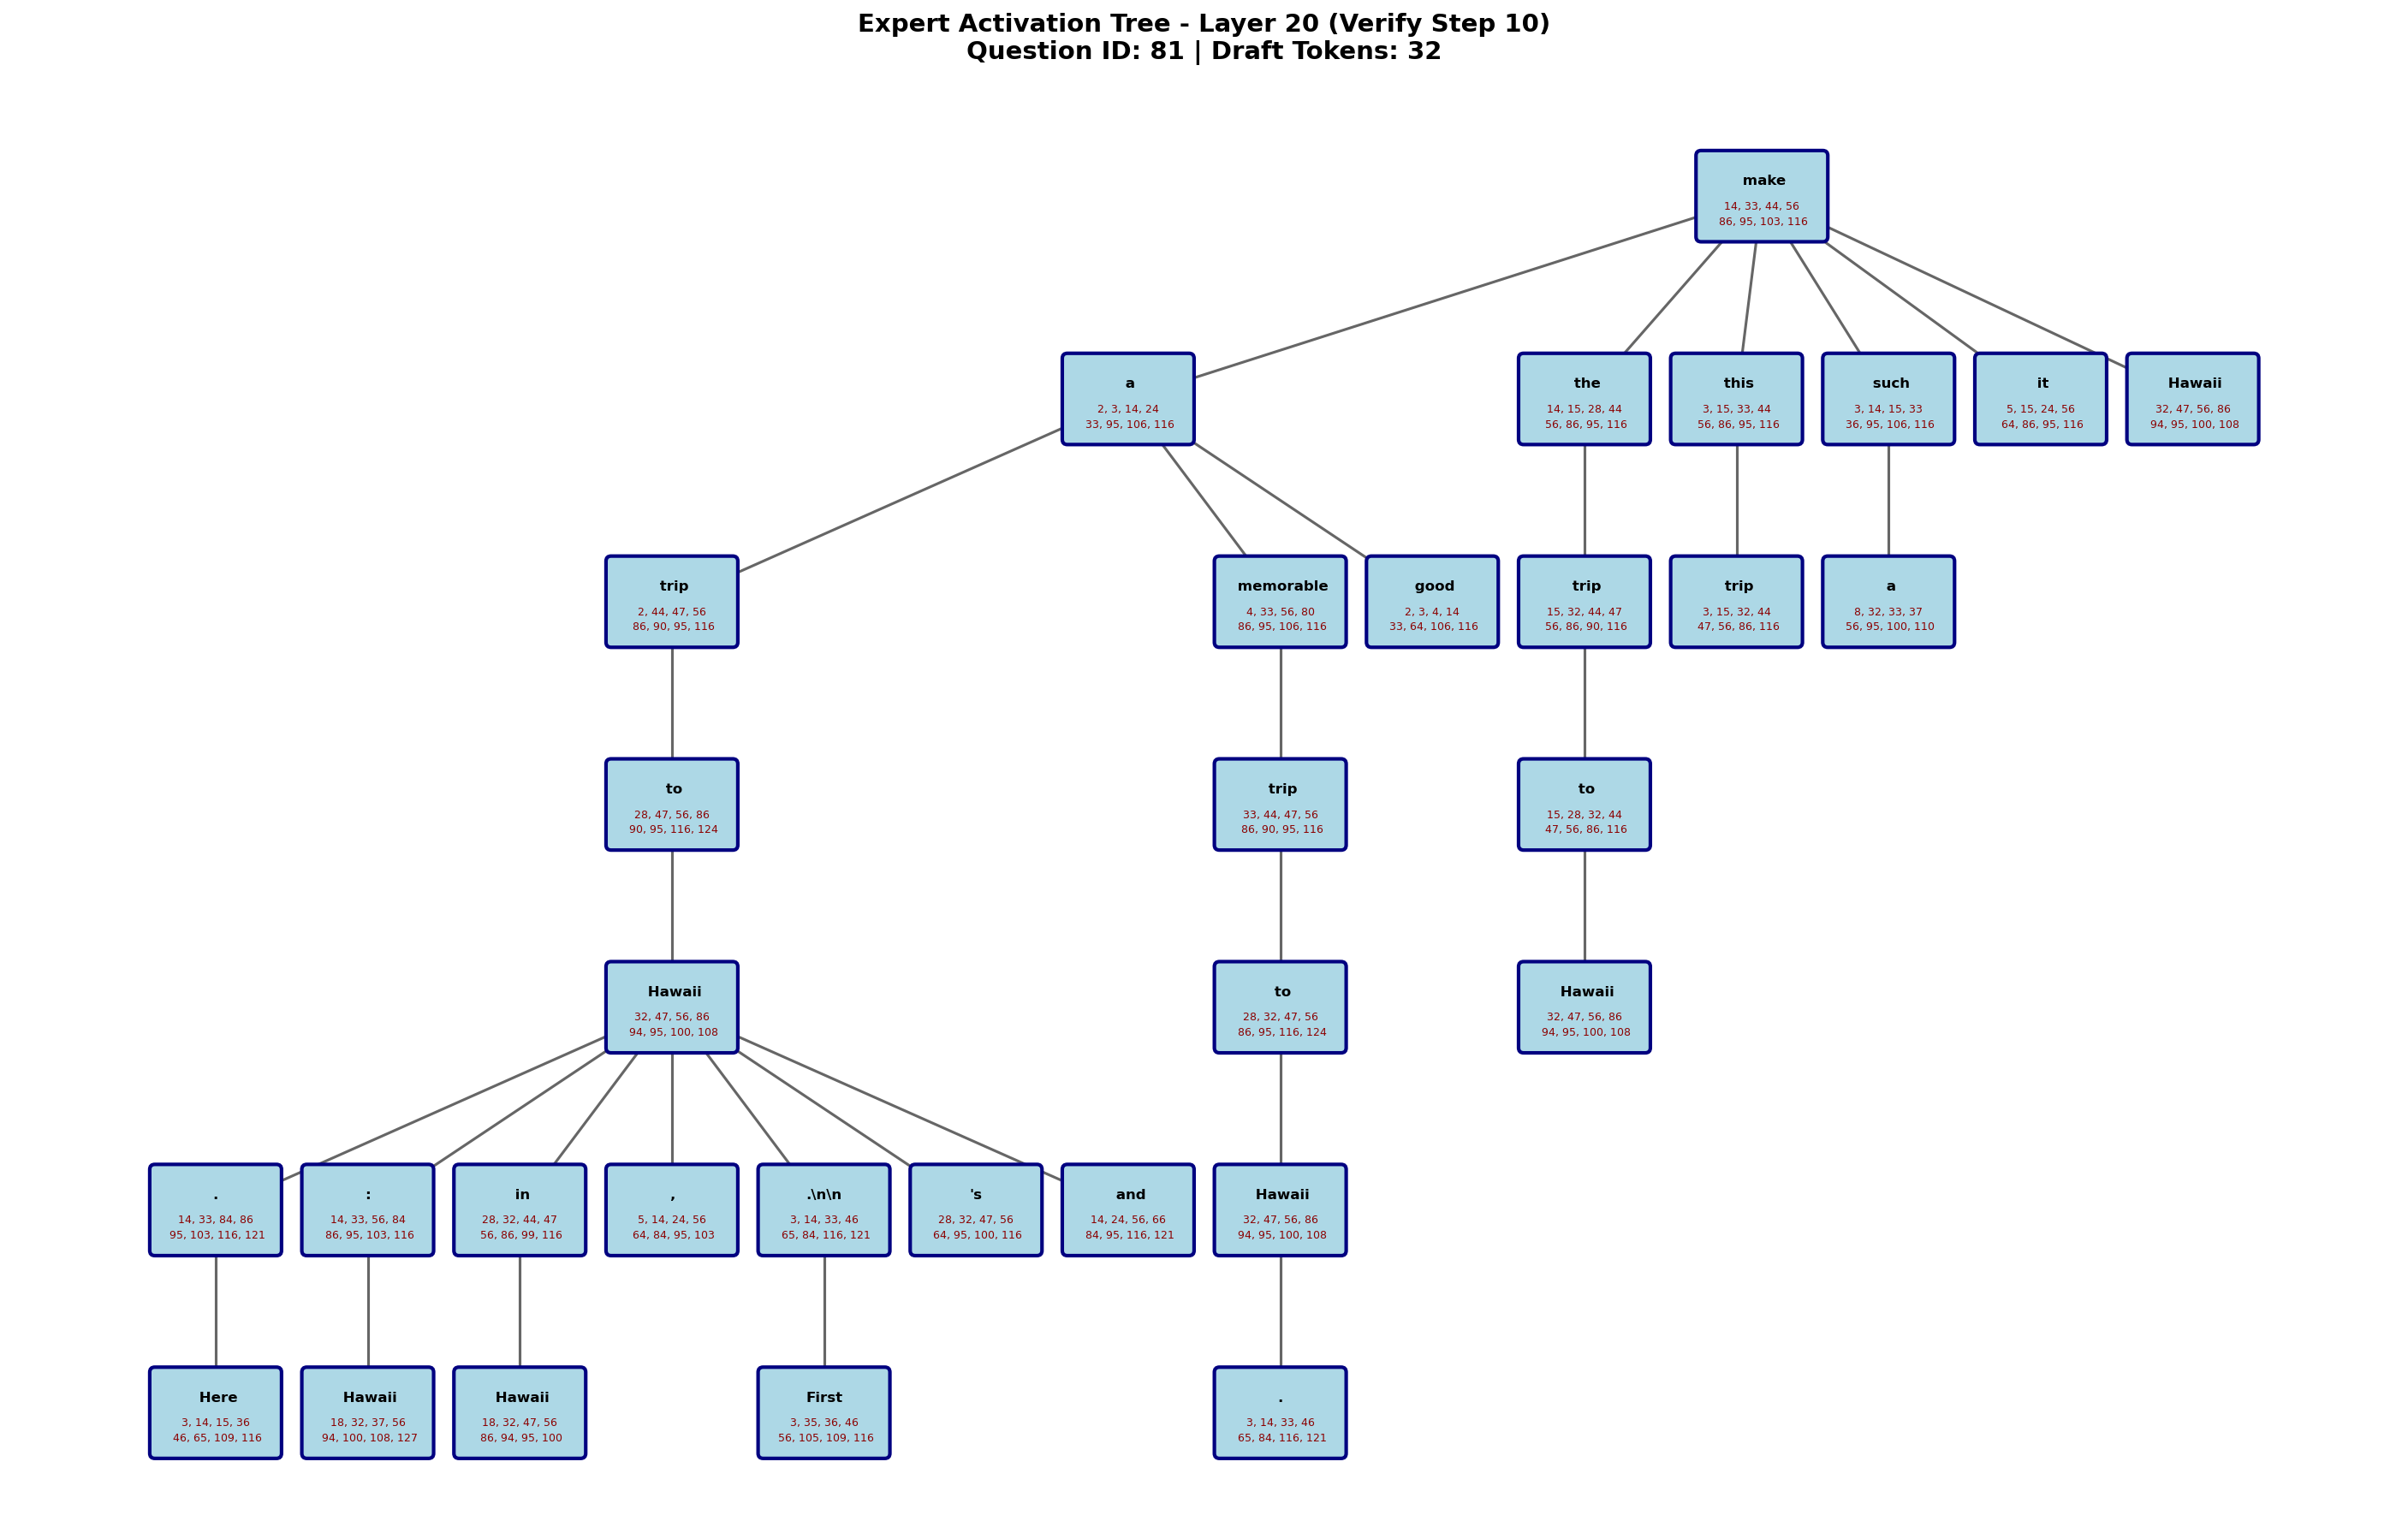 Expert Activation Tree - Layer 20 (Verify Step 10)
Question ID: 81 | Draft Tokens: 32
make
14, 33, 44, 56
86, 95, 103, 116
a
2, 3, 14, 24
33, 95, 106, 116
the
14, 15, 28, 44
56, 86, 95, 116
this
3, 15, 33, 44
56, 86, 95, 116
such
3, 14, 15, 33
36, 95, 106, 116
it
5, 15, 24, 56
64, 86, 95, 116
Hawaii
32, 47, 56, 86
94, 95, 100, 108
trip
2, 44, 47, 56
86, 90, 95, 116
memorable
4, 33, 56, 80
86, 95, 106, 116
good
2, 3, 4, 14
33, 64, 106, 116
trip
15, 32, 44, 47
56, 86, 90, 116
trip
3, 15, 32, 44
47, 56, 86, 116
a
8, 32, 33, 37
56, 95, 100, 110
to
28, 47, 56, 86
90, 95, 116, 124
trip
33, 44, 47, 56
86, 90, 95, 116
to
15, 28, 32, 44
47, 56, 86, 116
Hawaii
32, 47, 56, 86
94, 95, 100, 108
to
28, 32, 47, 56
86, 95, 116, 124
Hawaii
32, 47, 56, 86
94, 95, 100, 108
.
14, 33, 84, 86
95, 103, 116, 121
:
14, 33, 56, 84
86, 95, 103, 116
in
28, 32, 44, 47
56, 86, 99, 116
,
5, 14, 24, 56
64, 84, 95, 103
.\n\n
3, 14, 33, 46
65, 84, 116, 121
's
28, 32, 47, 56
64, 95, 100, 116
and
14, 24, 56, 66
84, 95, 116, 121
Hawaii
32, 47, 56, 86
94, 95, 100, 108
Here
3, 14, 15, 36
46, 65, 109, 116
Hawaii
18, 32, 37, 56
94, 100, 108, 127
Hawaii
18, 32, 47, 56
86, 94, 95, 100
First
3, 35, 36, 46
56, 105, 109, 116
.
3, 14, 33, 46
65, 84, 116, 121